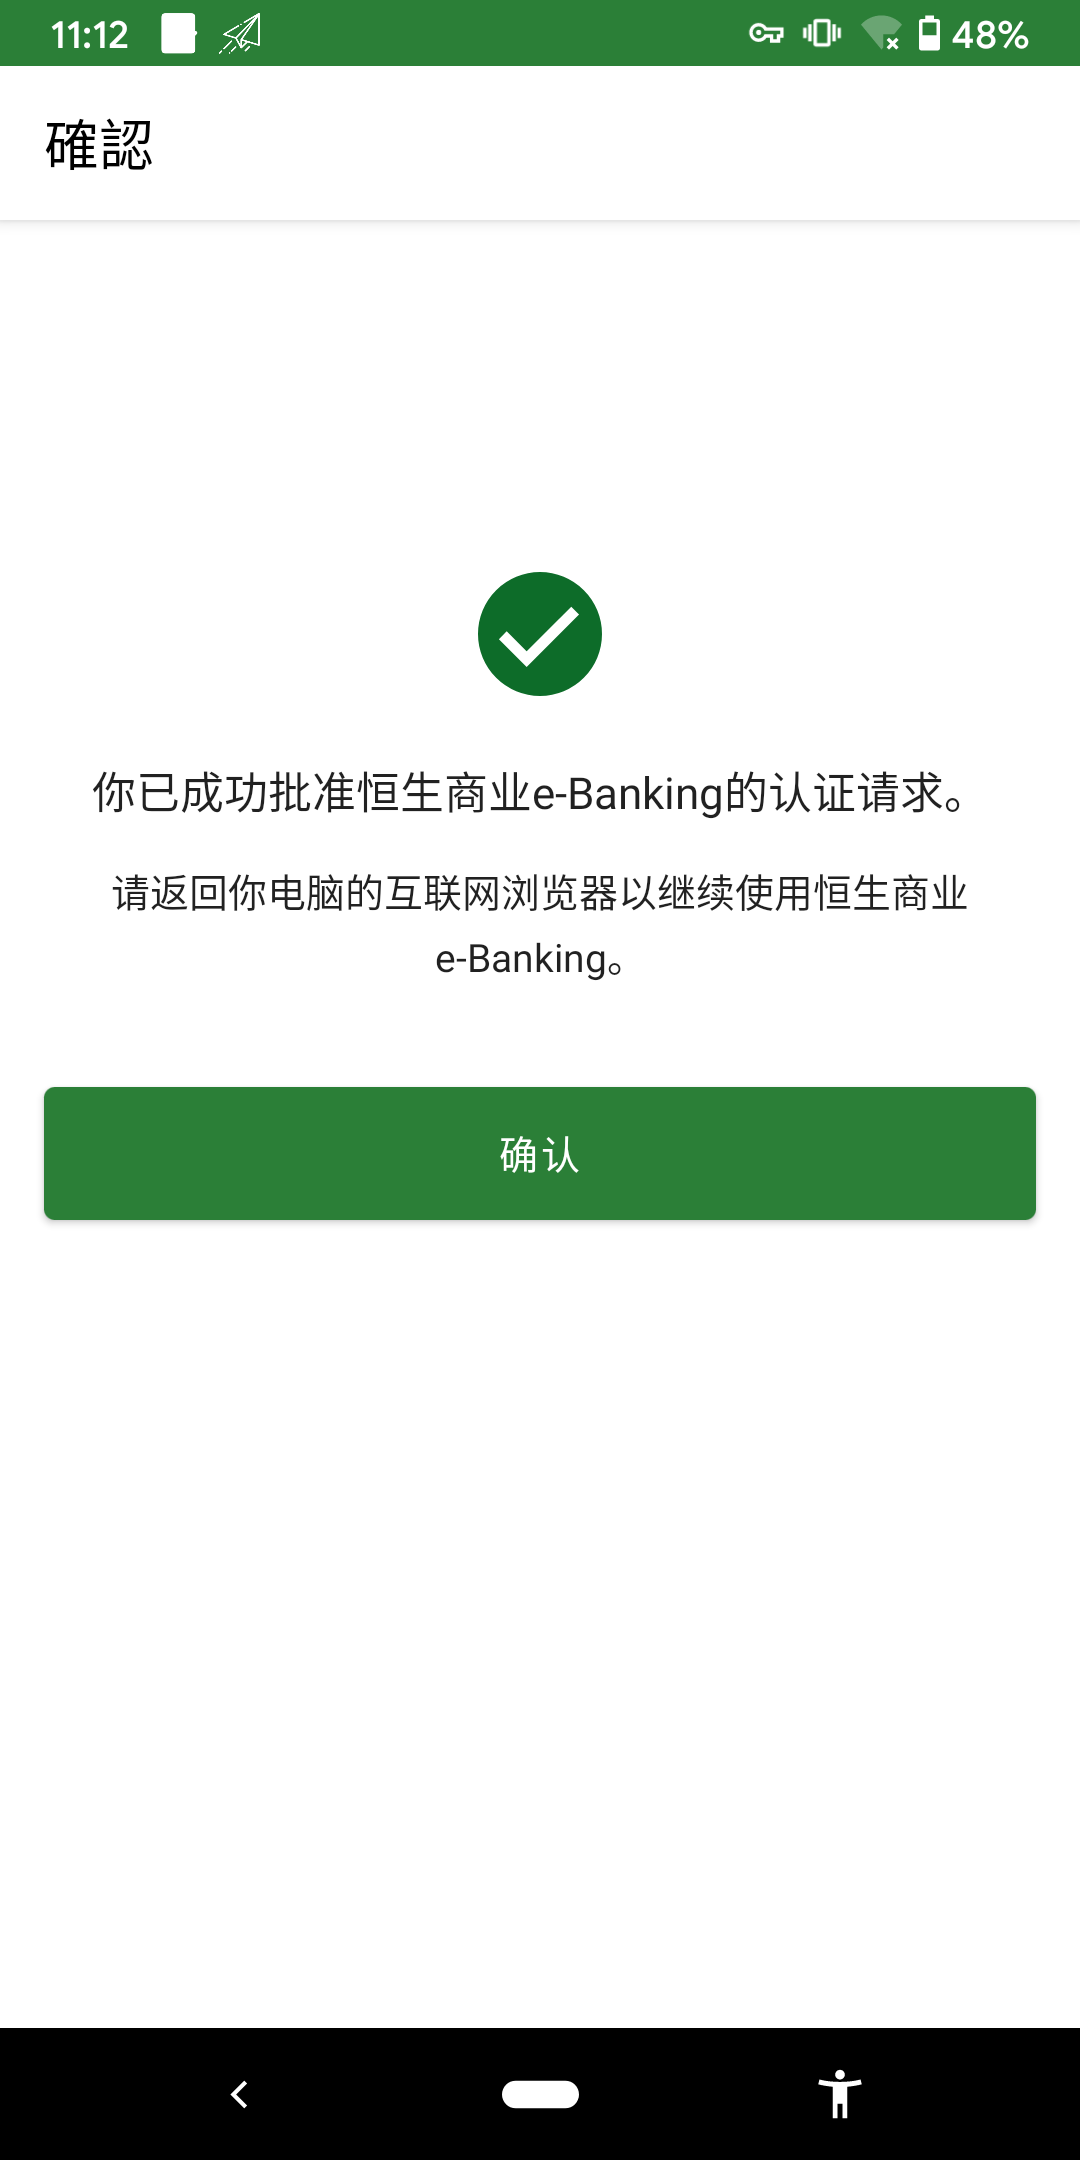 11:12
48%
確認
你已成功批准恒生商业e-Banking的认证请求。
请返回你电脑的互联网浏览器以继续使用恒生商业
e-Banking。
确认